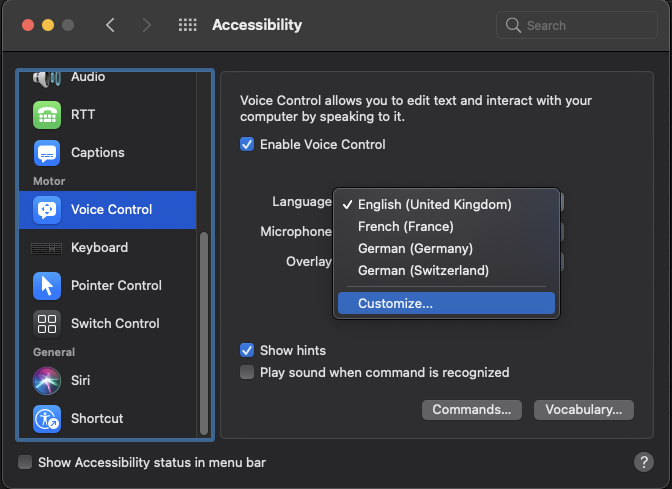 Accessibility
Search
Audio
RTT
Captions
Motor
Voice Control
Keyboard
Pointer Control
Switch Control
General
Siri
Shortcut
Voice Control allows you to edit text and interact with your
computer by speaking to it.
Enable Voice Control
Language
✓ English (United Kingdom)
French (France)
German (Germany)
German (Switzerland)
Customize...
Microphone
Overlay
Show hints
Play sound when command is recognized
Commands...
Vocabulary...
Show Accessibility status in menu bar
?